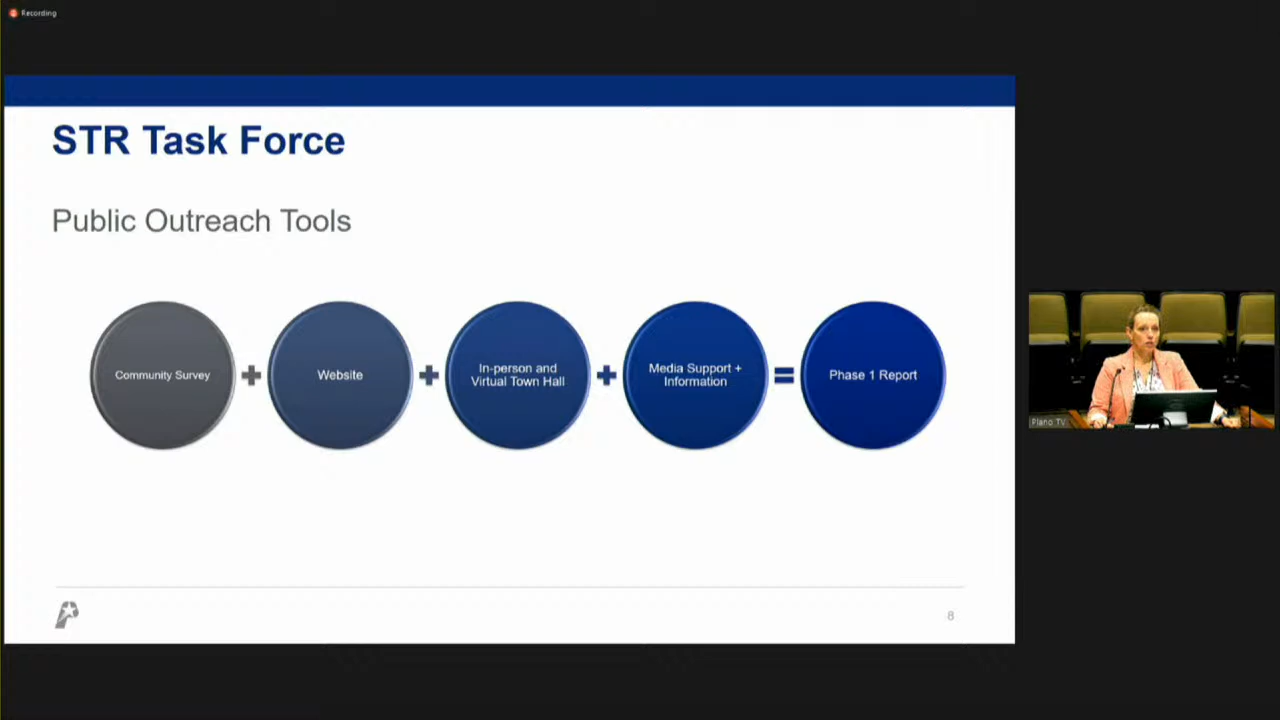 Recording
STR Task Force
Public Outreach Tools
Community Survey
Website
In-person and
Virtual Town Hall
Media Support +
Information
Phase 1 Report
Plano TV
8